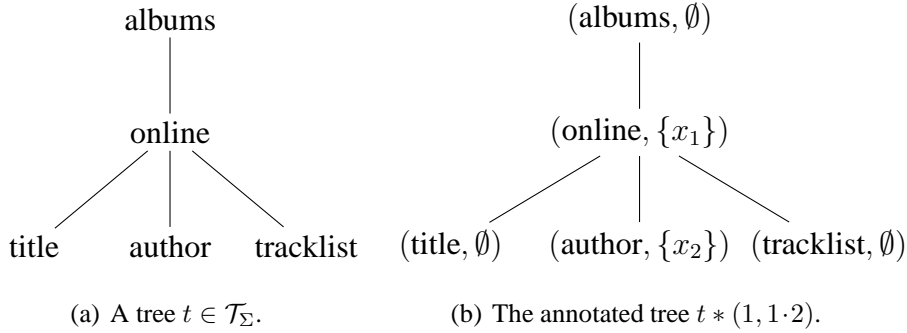 albums
online
title author tracklist
(a) A tree t ∈ 𝒯_Σ.
(albums, ∅)
(online, {x₁})
(title, ∅) (author, {x₂}) (tracklist, ∅)
(b) The annotated tree t ∗ (1, 1·2).